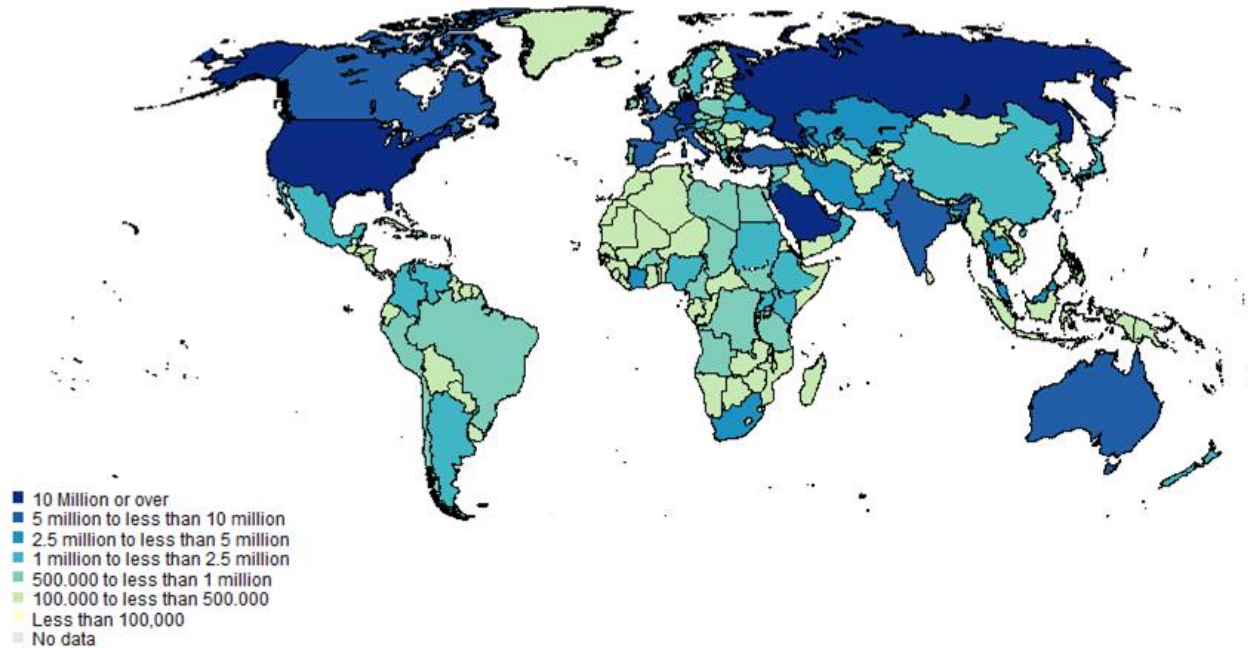 10 Million or over
5 million to less than 10 million
2.5 million to less than 5 million
1 million to less than 2.5 million
500.000 to less than 1 million
100.000 to less than 500.000
Less than 100,000
No data